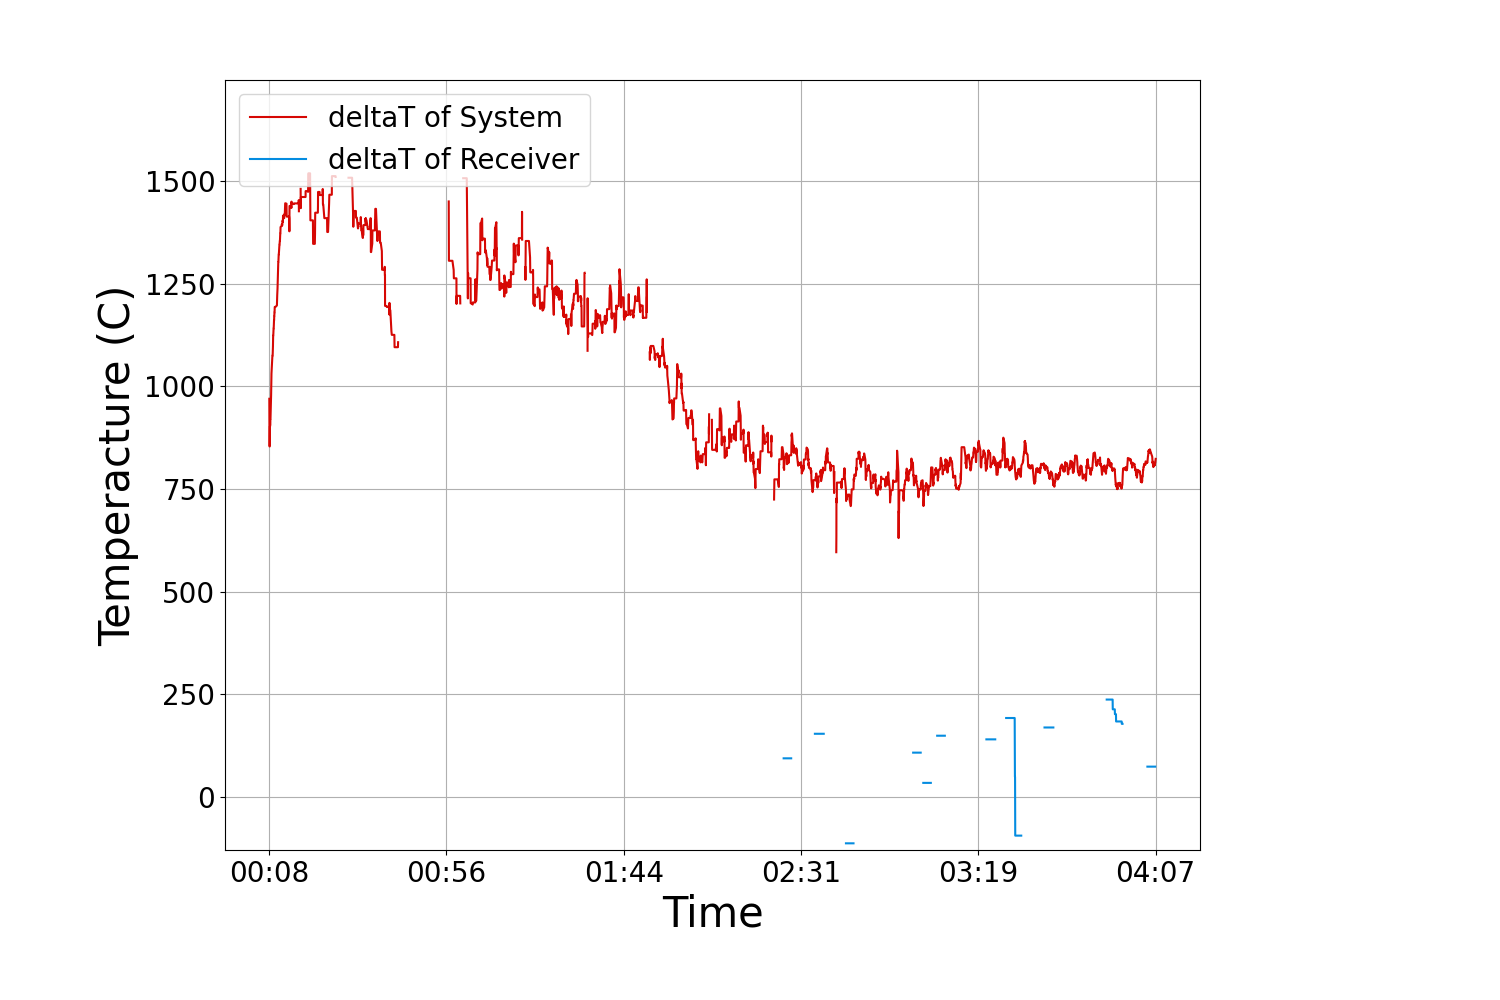 deltaT of System
deltaT of Receiver
1500
1250
1000
750
500
250
0
Temperacture (C)
00:08 00:56 01:44 02:31 03:19 04:07
Time